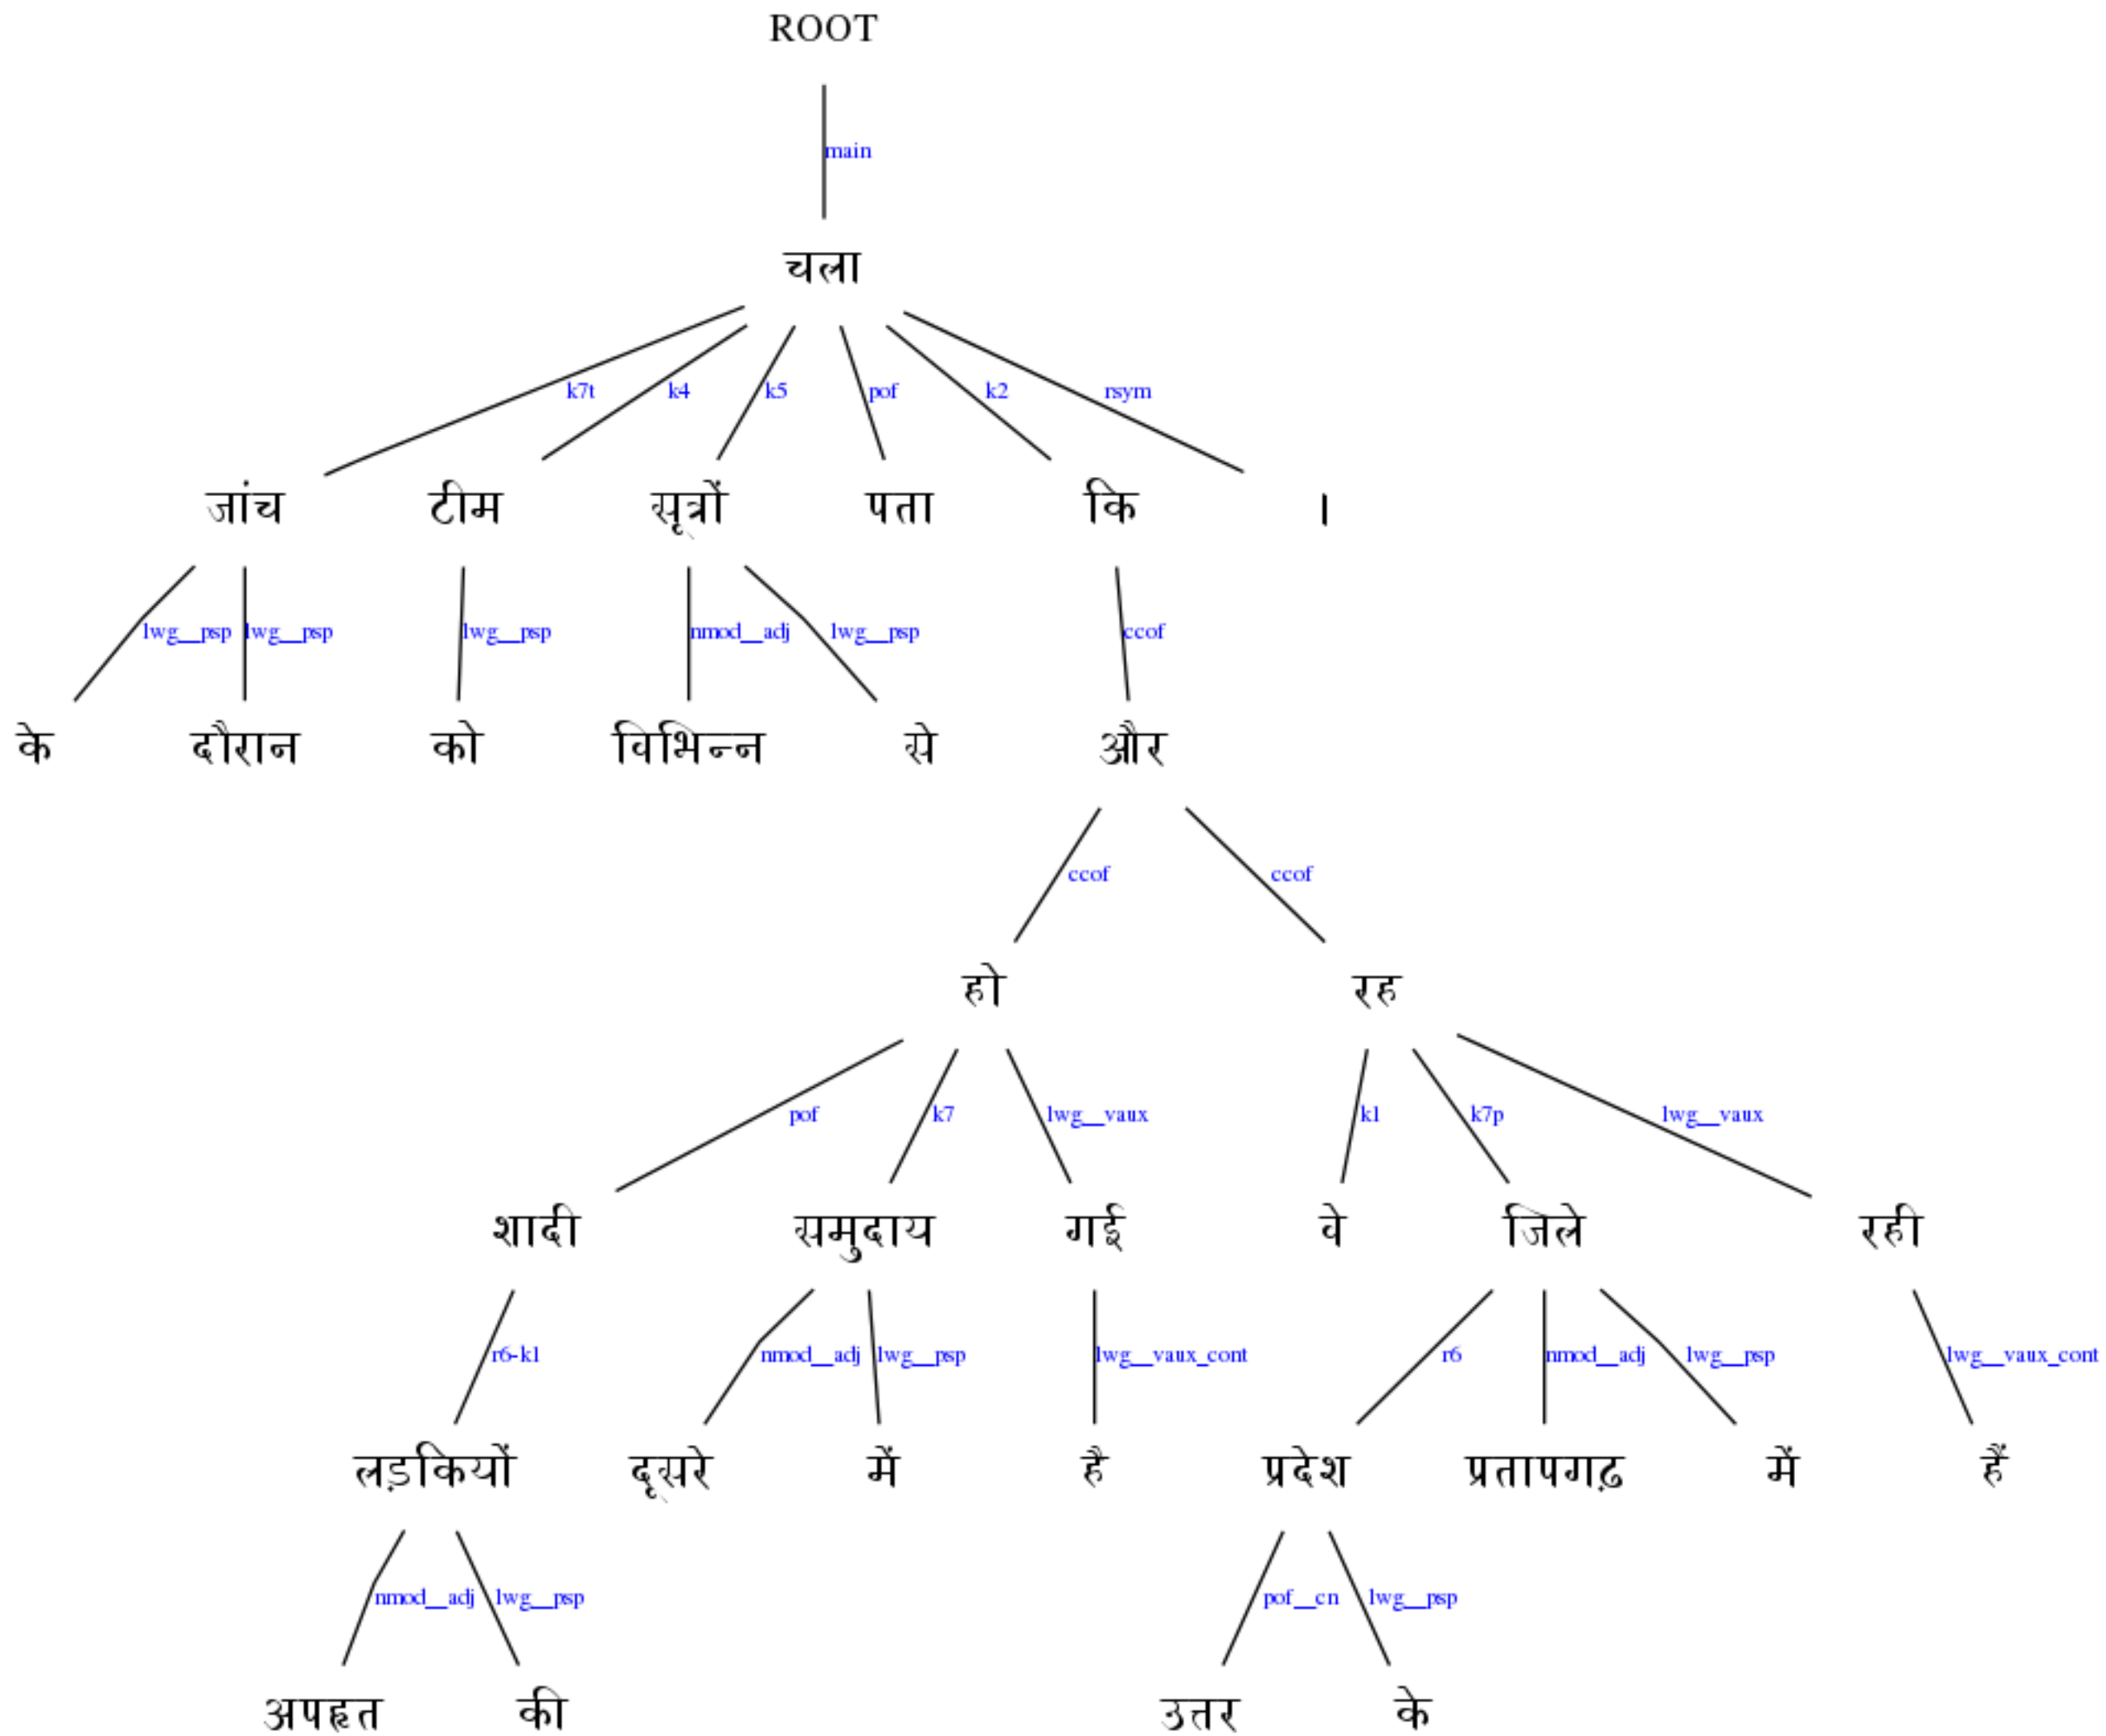 ROOT
main
चला
k7t k4 k5 pof k2 rsym
जांच टीम सूत्रों पता कि ।
lwg__psp lwg__psp lwg__psp nmod__adj lwg__psp ccof
के दौरान को विभिन्न से और
ccof ccof
हो रह
pof k7 lwg__vaux k1 k7p lwg__vaux
शादी समुदाय गई वे जिले रही
r6-k1 nmod__adj lwg__psp lwg__vaux_cont r6 nmod__adj lwg__psp lwg__vaux_cont
लड़कियों दूसरे में है प्रदेश प्रतापगढ़ में हैं
nmod__adj lwg__psp pof__cn lwg__psp
अपहृत की उत्तर के